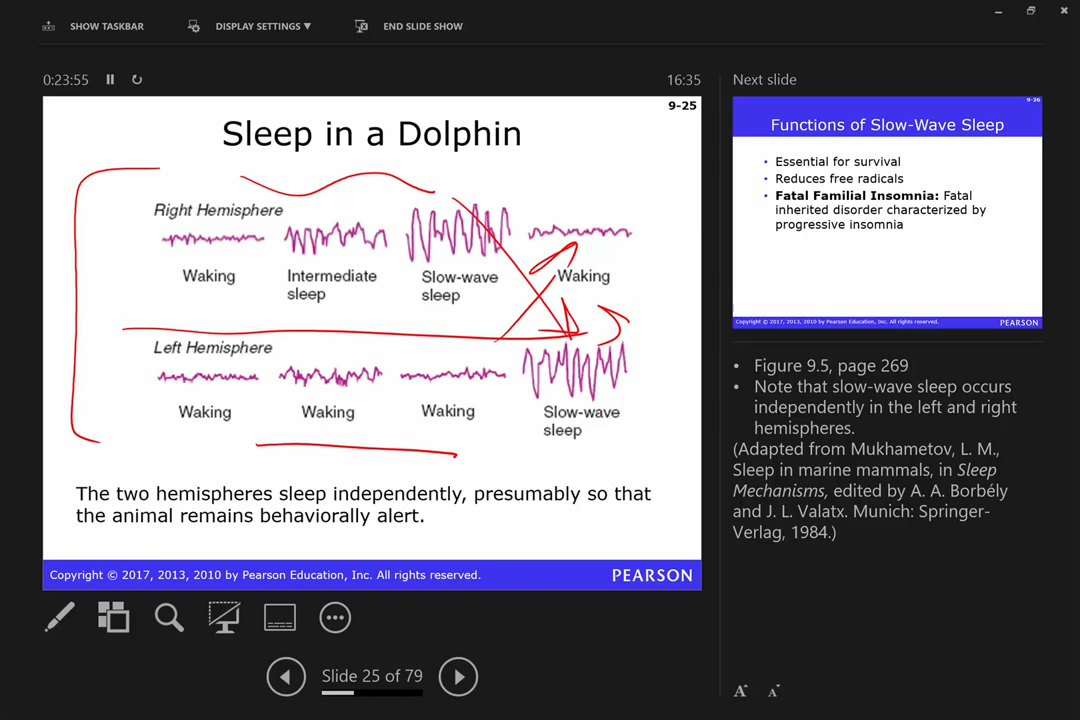 SHOW TASKBAR
DISPLAY SETTINGS ▼
END SLIDE SHOW
0:23:55
16:35
9-25
Sleep in a Dolphin
Right Hemisphere
Waking
Intermediate
sleep
Slow-wave
sleep
Waking
Left Hemisphere
Waking
Waking
Waking
Slow-wave
sleep
The two hemispheres sleep independently, presumably so that
the animal remains behaviorally alert.
Copyright © 2017, 2013, 2010 by Pearson Education, Inc. All rights reserved.
PEARSON
Slide 25 of 79
Next slide
9-26
Functions of Slow-Wave Sleep
• Essential for survival
• Reduces free radicals
• Fatal Familial Insomnia: Fatal
inherited disorder characterized by
progressive insomnia
Copyright © 2017, 2013, 2010 by Pearson Education, Inc. All rights reserved.
PEARSON
• Figure 9.5, page 269
• Note that slow-wave sleep occurs
independently in the left and right
hemispheres.
(Adapted from Mukhametov, L. M.,
Sleep in marine mammals, in Sleep
Mechanisms, edited by A. A. Borbély
and J. L. Valatx. Munich: Springer-
Verlag, 1984.)
A A